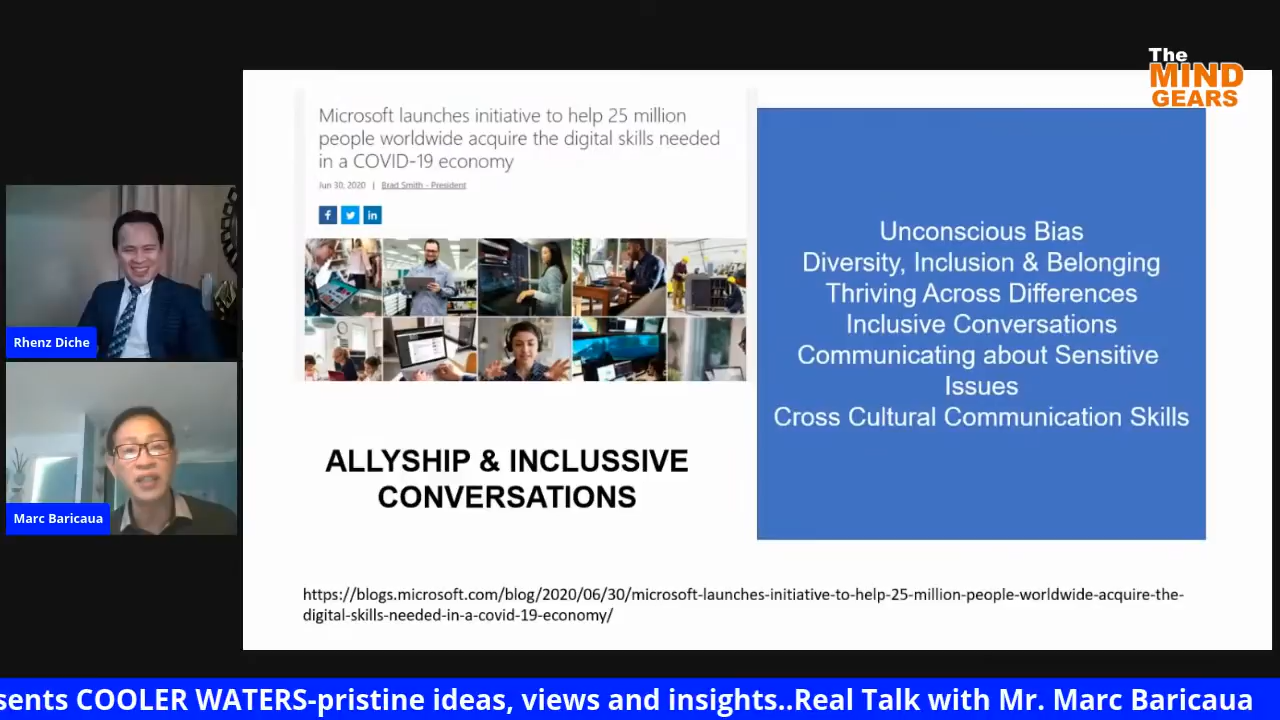 The
MIND
GEARS
Microsoft launches initiative to help 25 million
people worldwide acquire the digital skills needed
in a COVID-19 economy
Jun 30, 2020 | Brad Smith - President
Unconscious Bias
Diversity, Inclusion & Belonging
Thriving Across Differences
Inclusive Conversations
Communicating about Sensitive
Issues
Cross Cultural Communication Skills
Rhenz Diche
Marc Baricaua
ALLYSHIP & INCLUSSIVE
CONVERSATIONS
https://blogs.microsoft.com/blog/2020/06/30/microsoft-launches-initiative-to-help-25-million-people-worldwide-acquire-the-
digital-skills-needed-in-a-covid-19-economy/
sents COOLER WATERS-pristine ideas, views and insights..Real Talk with Mr. Marc Baricaua